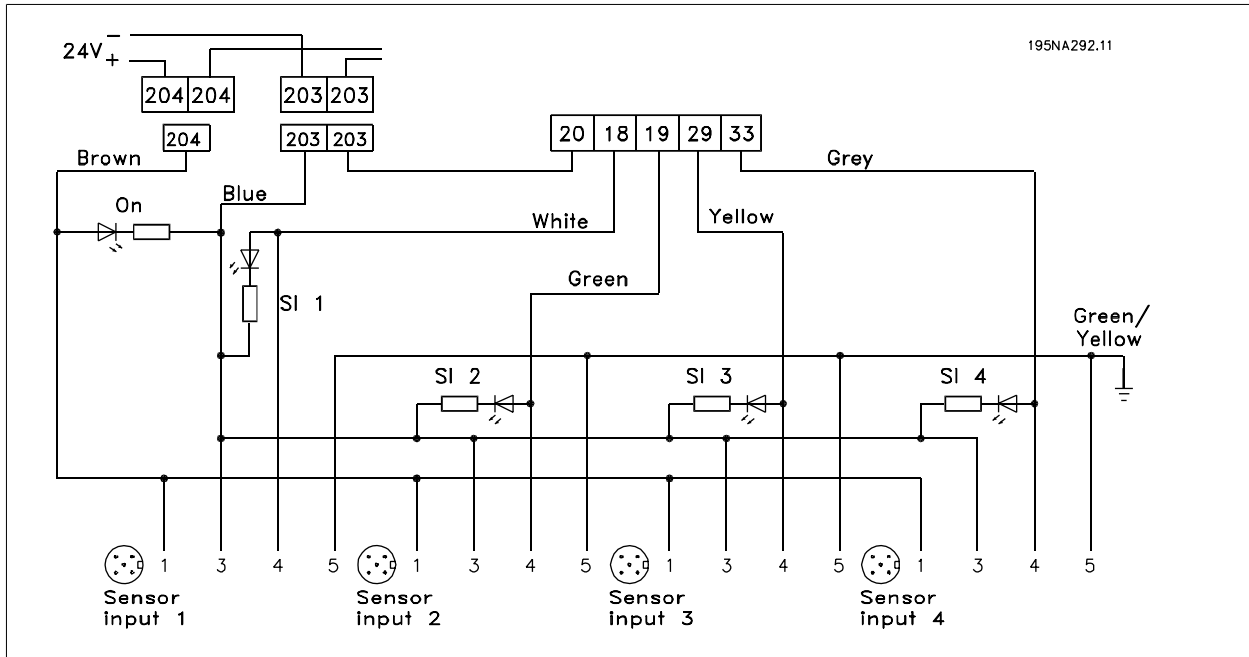 195NA292.11
24V
−
+
204 204 203 203
204 203 203
20 18 19 29 33
Brown
Grey
Blue
On
White
Yellow
Green
SI 1
Green/
Yellow
SI 2
SI 3
SI 4
1 3 4 5 1 3 4 5 1 3 4 5 1 3 4 5
Sensor
input 1
Sensor
input 2
Sensor
input 3
Sensor
input 4